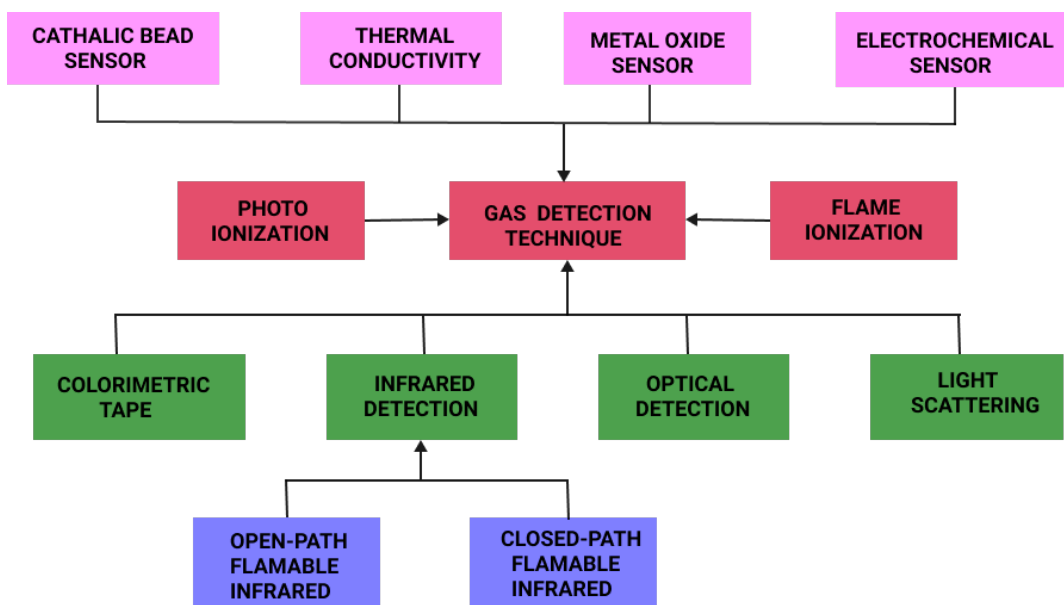 CATHALIC BEAD
SENSOR
THERMAL
CONDUCTIVITY
METAL OXIDE
SENSOR
ELECTROCHEMICAL
SENSOR
PHOTO
IONIZATION
GAS DETECTION
TECHNIQUE
FLAME
IONIZATION
COLORIMETRIC
TAPE
INFRARED
DETECTION
OPTICAL
DETECTION
LIGHT
SCATTERING
OPEN-PATH
FLAMABLE
INFRARED
CLOSED-PATH
FLAMABLE
INFRARED